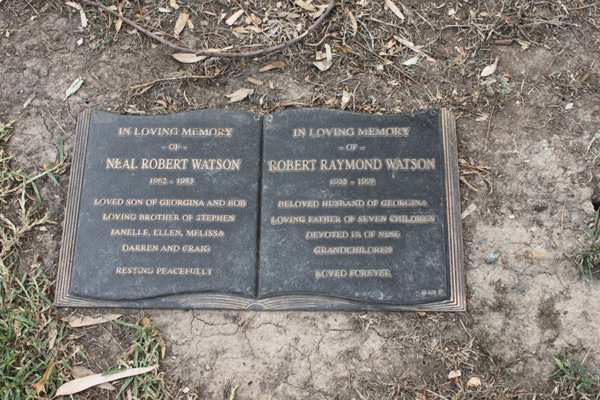 IN LOVING MEMORY
- OF -
NEAL ROBERT WATSON
1962 - 1983
LOVED SON OF GEORGINA AND BOB
LOVING BROTHER OF STEPHEN
JANELLE, ELLEN, MELISSA
DARREN AND CRAIG
RESTING PEACEFULLY
IN LOVING MEMORY
- OF -
ROBERT RAYMOND WATSON
BELOVED HUSBAND OF GEORGINA
LOVING FATHER OF SEVEN CHILDREN
DEVOTED PA OF NINE
GRANDCHILDREN
LOVED FOREVER